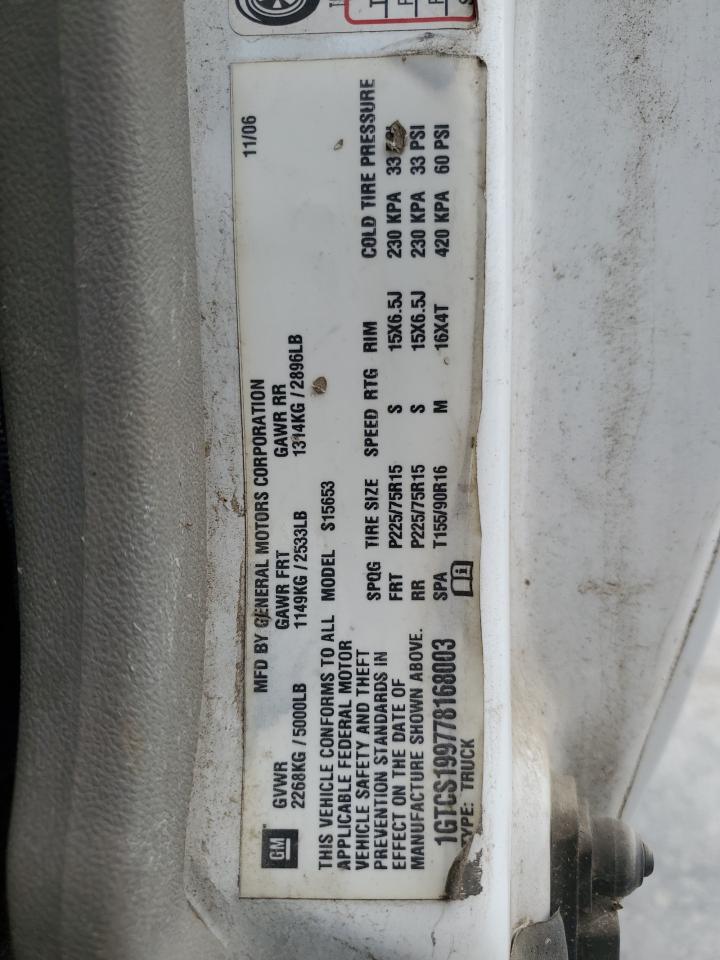 GM
MFD BY GENERAL MOTORS CORPORATION 11/06
GVWR GAWR FRT GAWR RR
2268KG / 5000LB 1149KG / 2533LB 1314KG / 2896LB
THIS VEHICLE CONFORMS TO ALL MODEL S15653
APPLICABLE FEDERAL MOTOR
VEHICLE SAFETY AND THEFT
PREVENTION STANDARDS IN
EFFECT ON THE DATE OF
MANUFACTURE SHOWN ABOVE.
SPQG TIRE SIZE SPEED RTG RIM COLD TIRE PRESSURE
FRT P225/75R15 S 15X6.5J 230 KPA 33
RR P225/75R15 S 15X6.5J 230 KPA 33 PSI
SPA T155/90R16 M 16X4T 420 KPA 60 PSI
1GTCS199778168003
TYPE: TRUCK